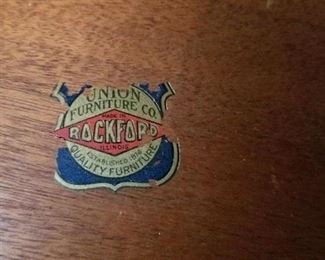 UNION
FURNITURE CO.
MADE IN
ROCKFORD
ILLINOIS
ESTABLISHED 1876
QUALITY FURNITURE